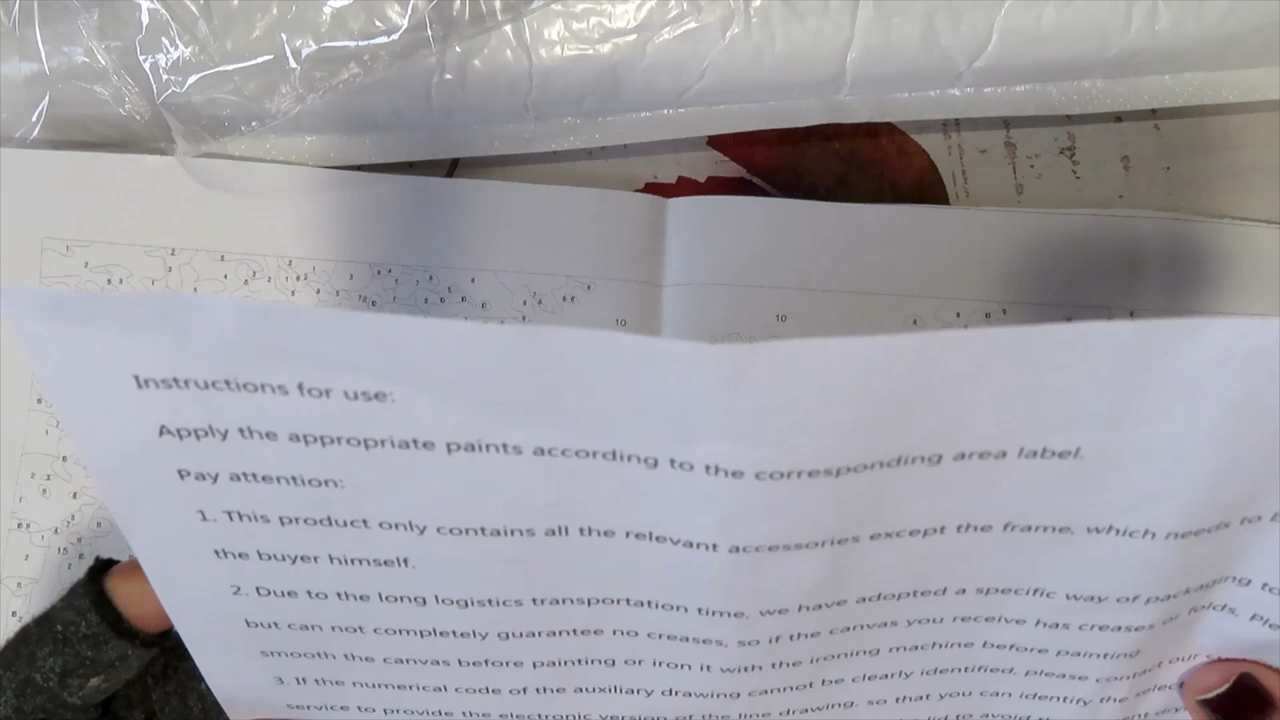 Instructions for use:
Apply the appropriate paints according to the corresponding area label.
Pay attention:
1. This product only contains all the relevant accessories except the frame, which needs to
the buyer himself.
2. Due to the long logistics transportation time, we have adopted a specific way of packaging to
but can not completely guarantee no creases, so if the canvas you receive has creases or folds,
smooth the canvas before painting or iron it with the ironing machine before painting.
3. If the numerical code of the auxiliary drawing cannot be clearly identified, please contact our
service to provide the electronic version of the line drawing, so that you can identify the
to avoid